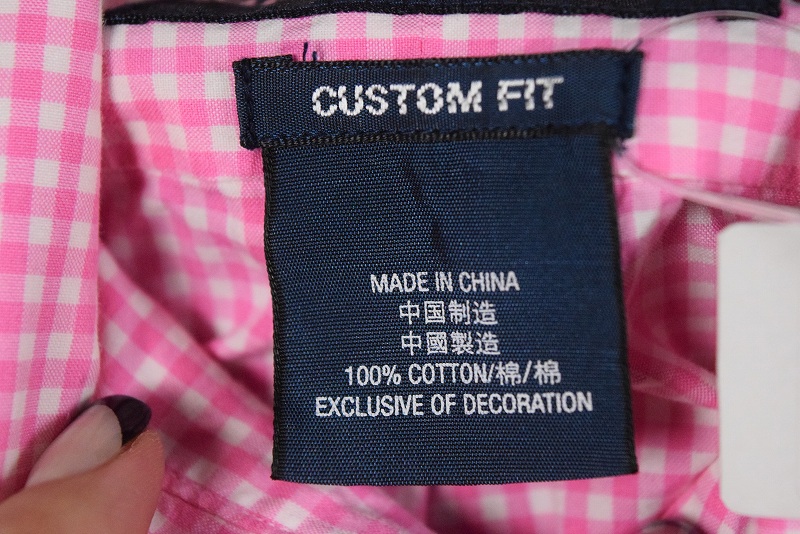 CUSTOM FIT
MADE IN CHINA
中国制造
中國製造
100% COTTON/棉/棉
EXCLUSIVE OF DECORATION